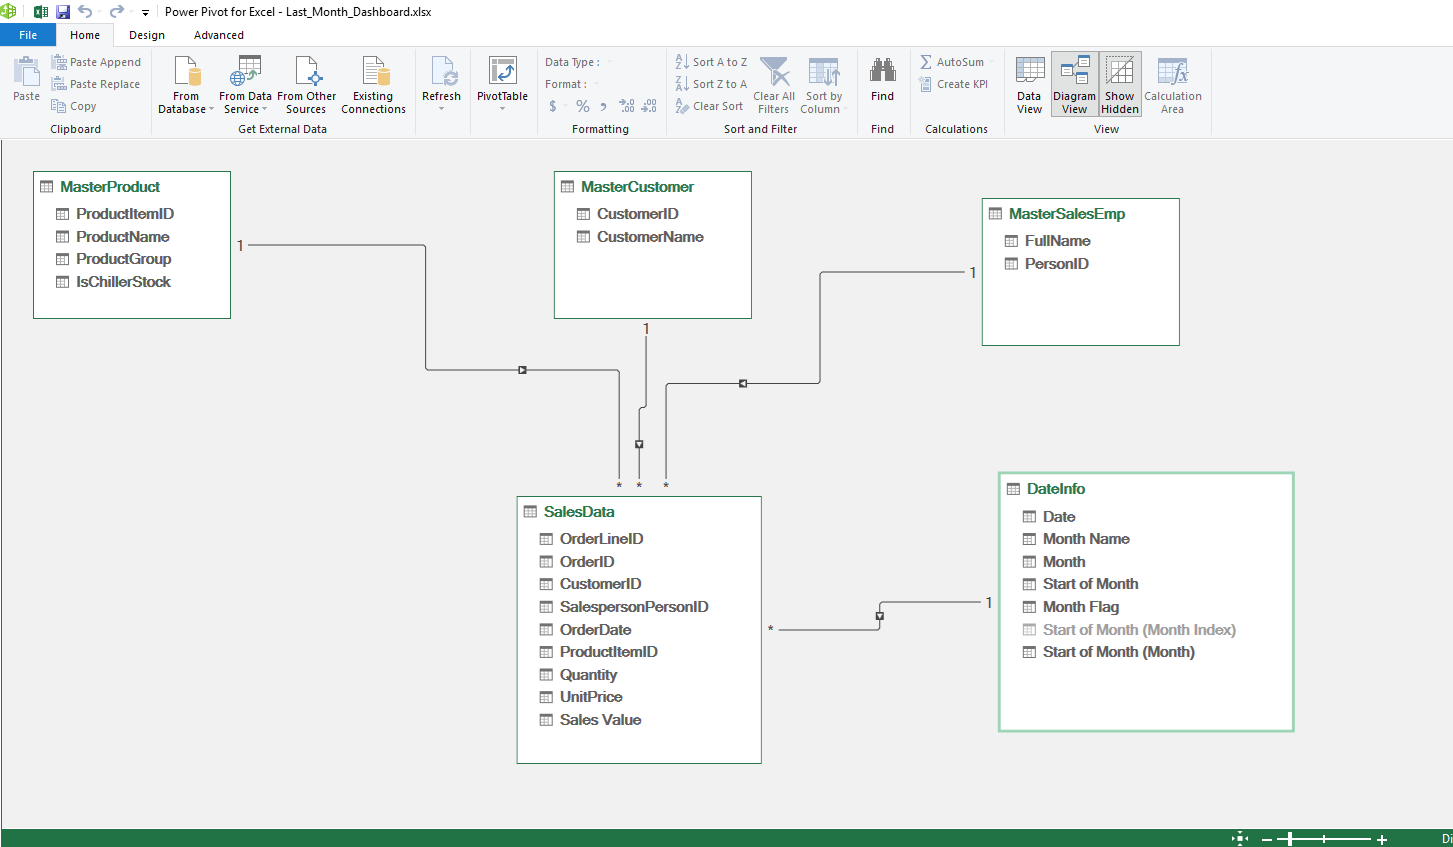 Power Pivot for Excel - Last_Month_Dashboard.xlsx
File Home Design Advanced
Paste
Paste Append
Paste Replace
Copy
Clipboard
From
Database
From Data
Service
From Other
Sources
Existing
Connections
Get External Data
Refresh
PivotTable
Data Type :
Format :
$ % , .00 .00
Formatting
Sort A to Z
Sort Z to A
Clear Sort
Clear All
Filters
Sort by
Column
Sort and Filter
Find
Find
AutoSum
Create KPI
Calculations
Data
View
Diagram
View
Show
Hidden
Calculation
Area
View
MasterProduct
ProductItemID
ProductName
ProductGroup
IsChillerStock
1
MasterCustomer
CustomerID
CustomerName
1
MasterSalesEmp
FullName
PersonID
1
* * *
SalesData
OrderLineID
OrderID
CustomerID
SalespersonPersonID
OrderDate
ProductItemID
Quantity
UnitPrice
Sales Value
*
1
DateInfo
Date
Month Name
Month
Start of Month
Month Flag
Start of Month (Month Index)
Start of Month (Month)